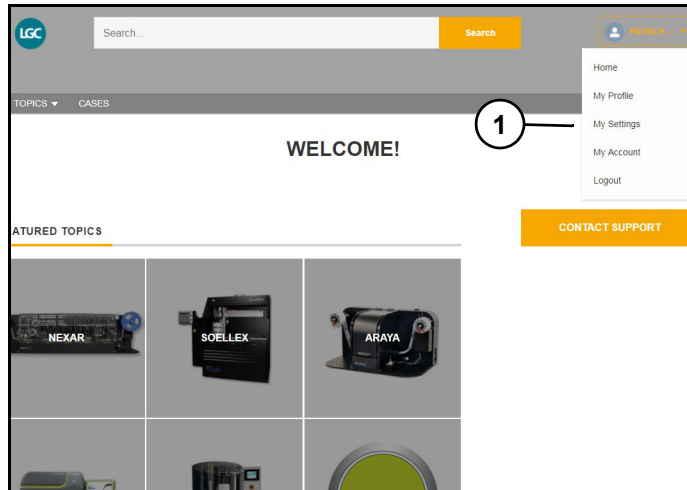 LGC
Search...
Search
PATRICK ...
Home
My Profile
My Settings
My Account
Logout
TOPICS
CASES
1
WELCOME!
ATURED TOPICS
CONTACT SUPPORT
NEXAR
SOELLEX
ARAYA